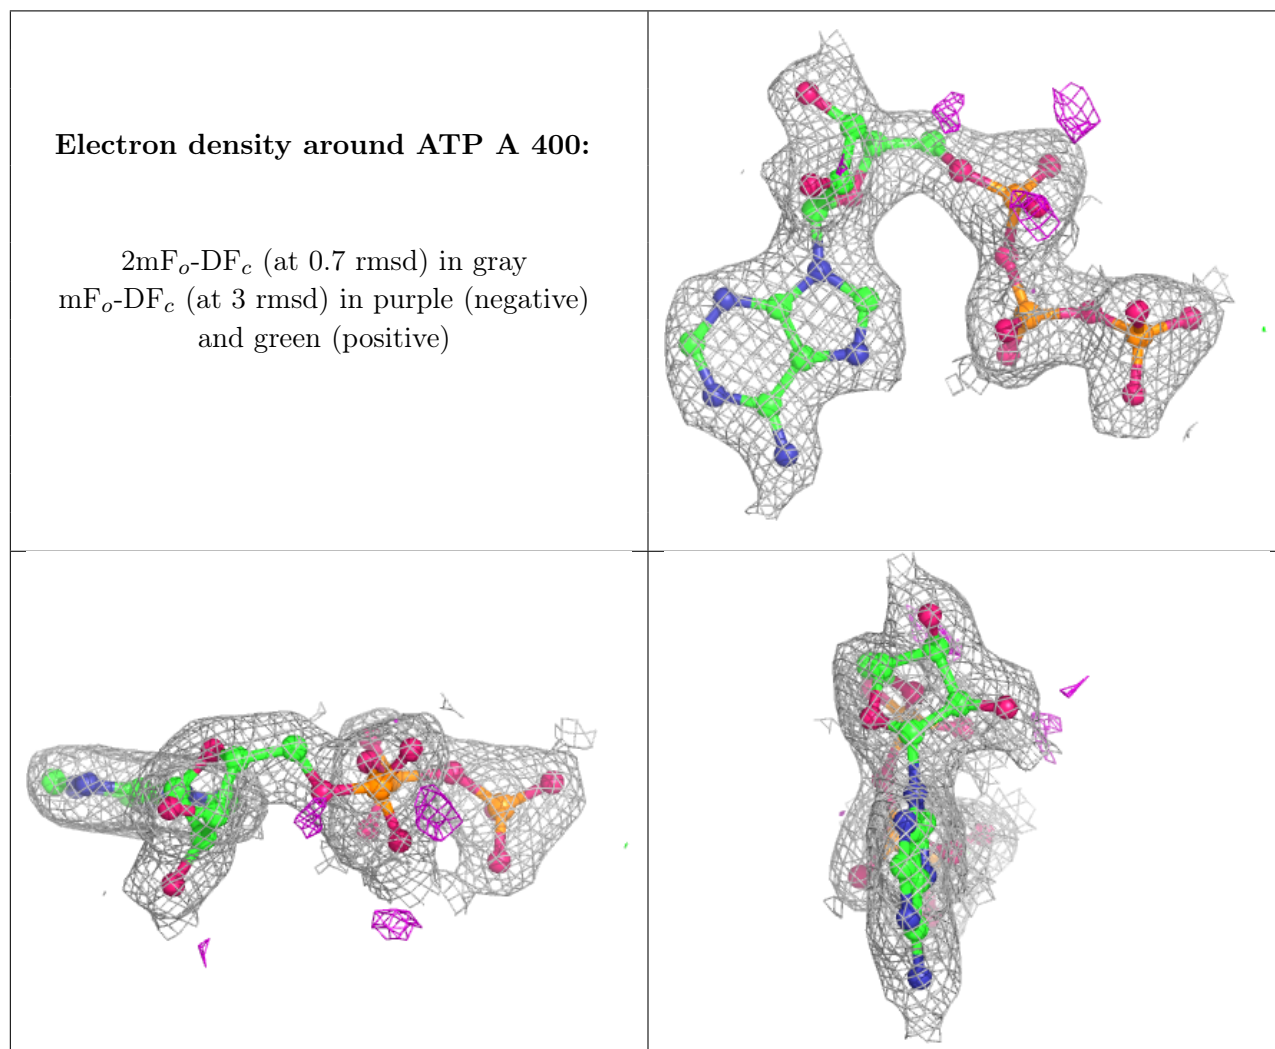 Electron density around ATP A 400:
2mFo-DFc (at 0.7 rmsd) in gray
mFo-DFc (at 3 rmsd) in purple (negative)
and green (positive)